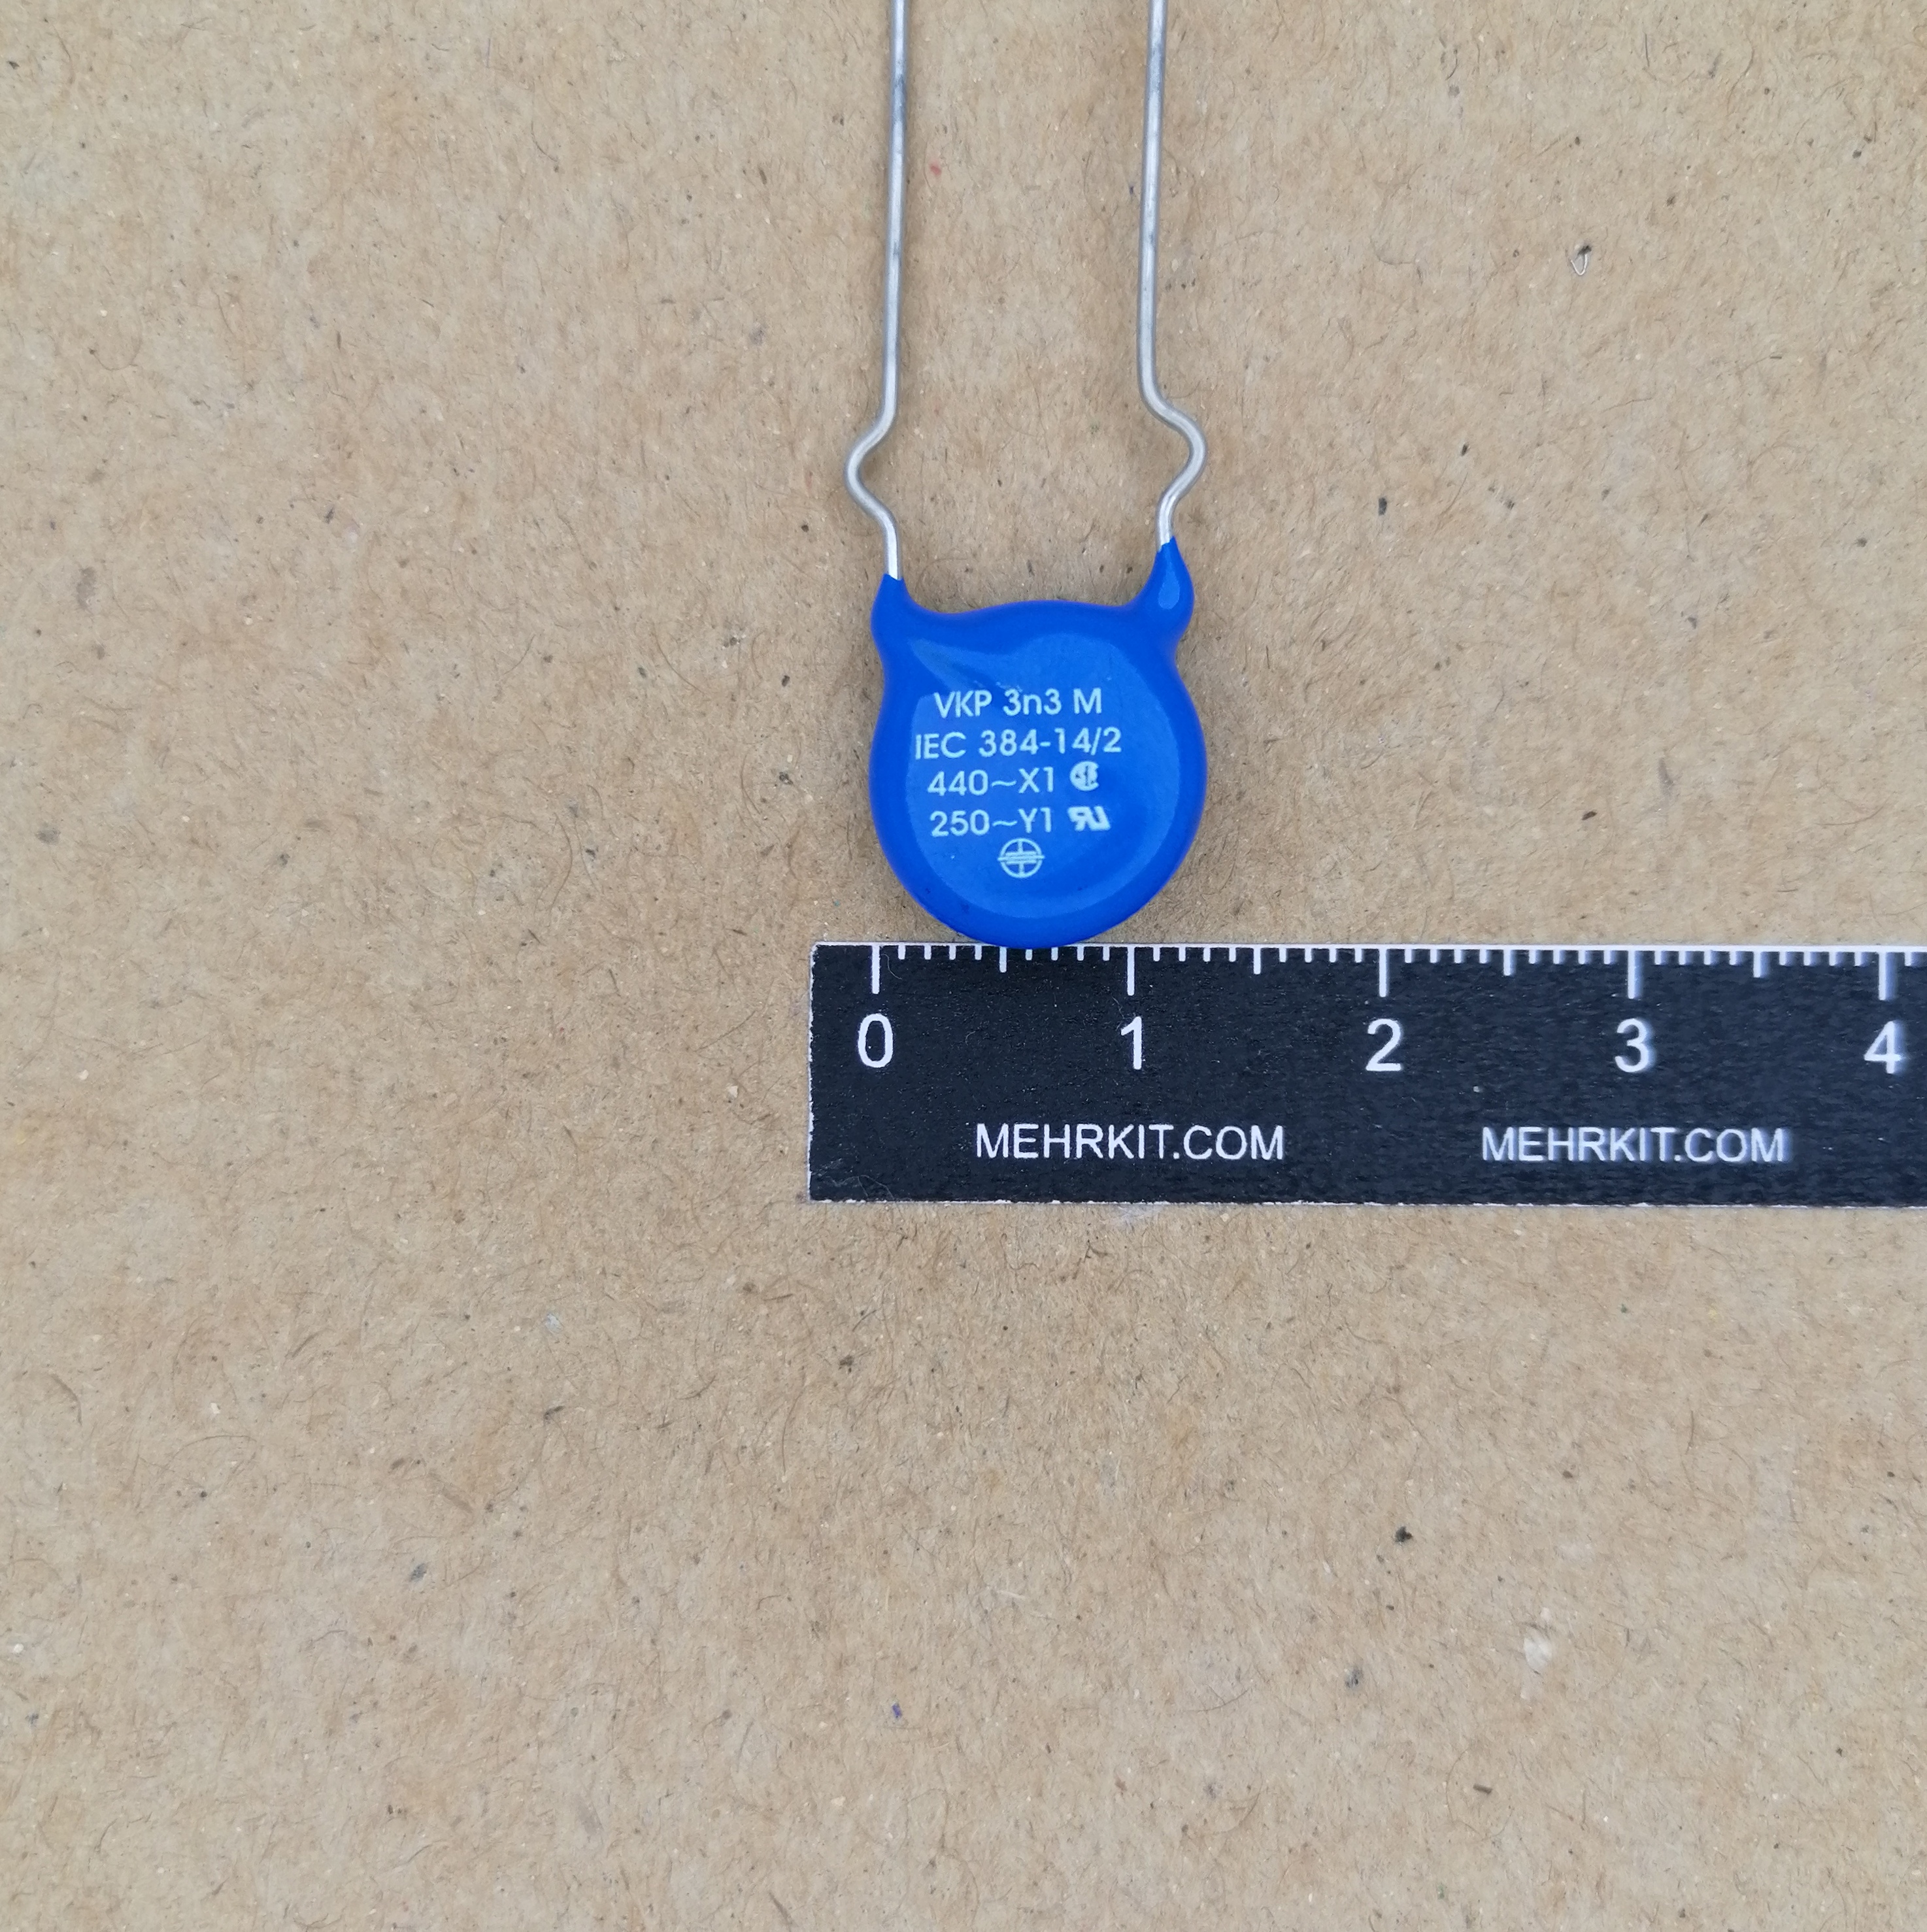 VKP 3n3 M
IEC 384-14/2
440~X1
250~Y1
0 1 2 3 4
MEHRKIT.COM MEHRKIT.COM